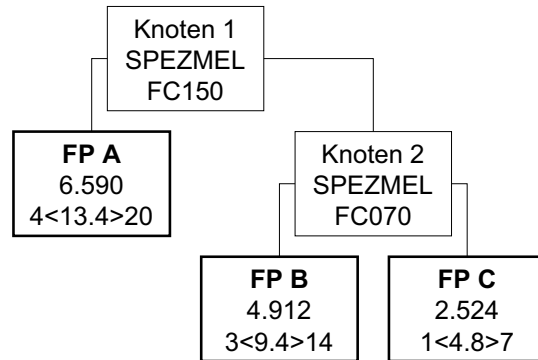 Knoten 1
SPEZMEL
FC150
FP A
6.590
4<13.4>20
Knoten 2
SPEZMEL
FC070
FP B
4.912
3<9.4>14
FP C
2.524
1<4.8>7